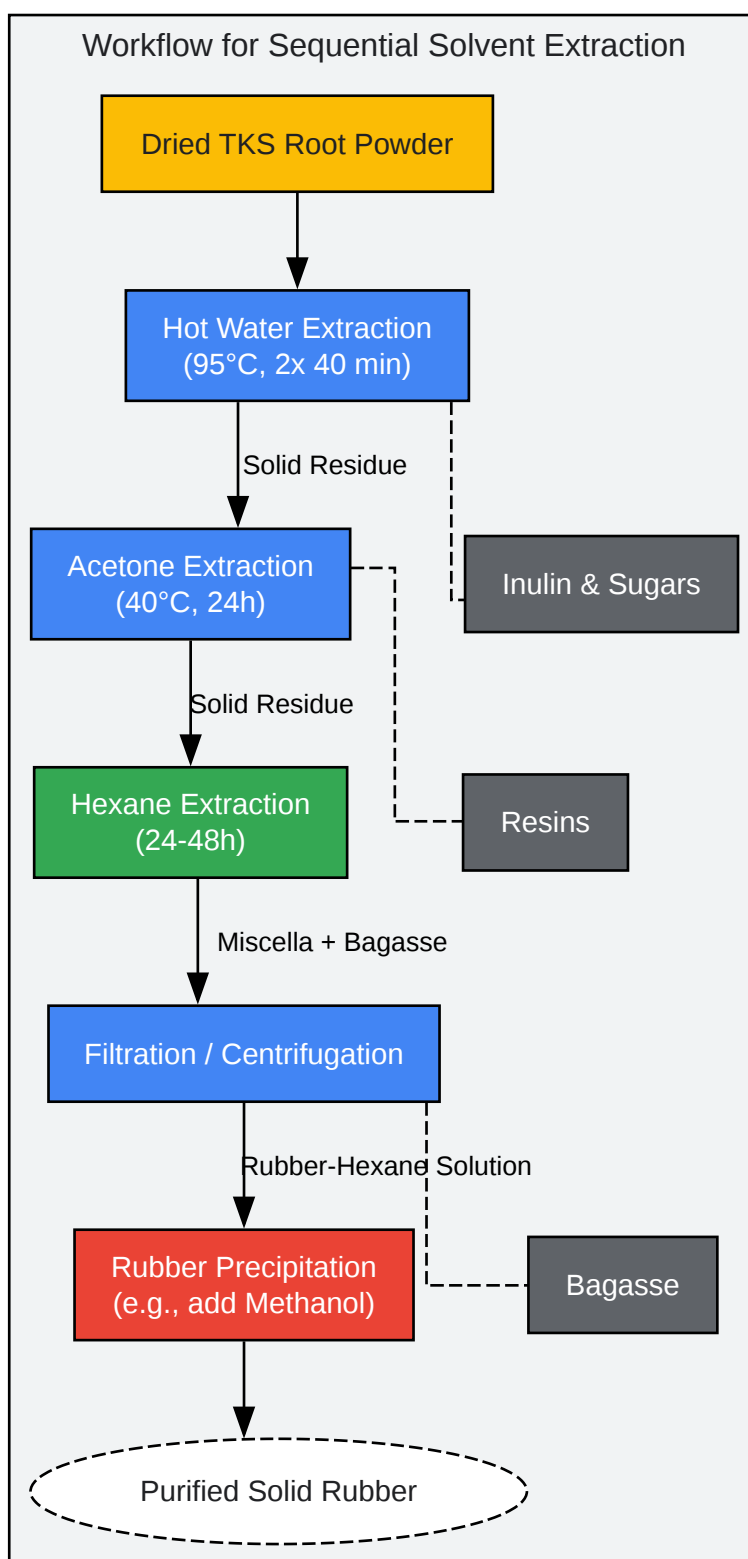 Workflow for Sequential Solvent Extraction
Dried TKS Root Powder
Hot Water Extraction
(95°C, 2x 40 min)
Solid Residue
Acetone Extraction
(40°C, 24h)
Inulin & Sugars
Solid Residue
Hexane Extraction
(24-48h)
Resins
Miscella + Bagasse
Filtration / Centrifugation
Rubber-Hexane Solution
Rubber Precipitation
(e.g., add Methanol)
Bagasse
Purified Solid Rubber